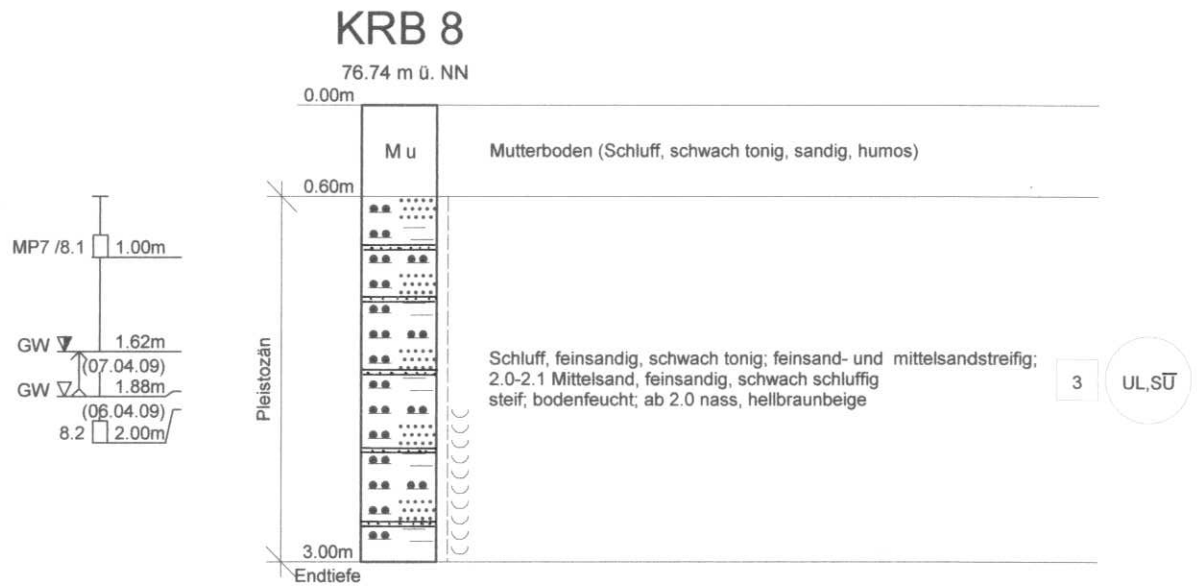 KRB 8
76.74 m ü. NN
0.00m
M u
Mutterboden (Schluff, schwach tonig, sandig, humos)
0.60m
MP7 /8.1
1.00m
GW
1.62m
(07.04.09)
GW
1.88m
(06.04.09)
8.2
2.00m
Pleistozän
Schluff, feinsandig, schwach tonig; feinsand- und mittelsandstreifig;
2.0-2.1 Mittelsand, feinsandig, schwach schluffig
steif; bodenfeucht; ab 2.0 nass, hellbraunbeige
3
UL,SŪ
3.00m
Endtiefe